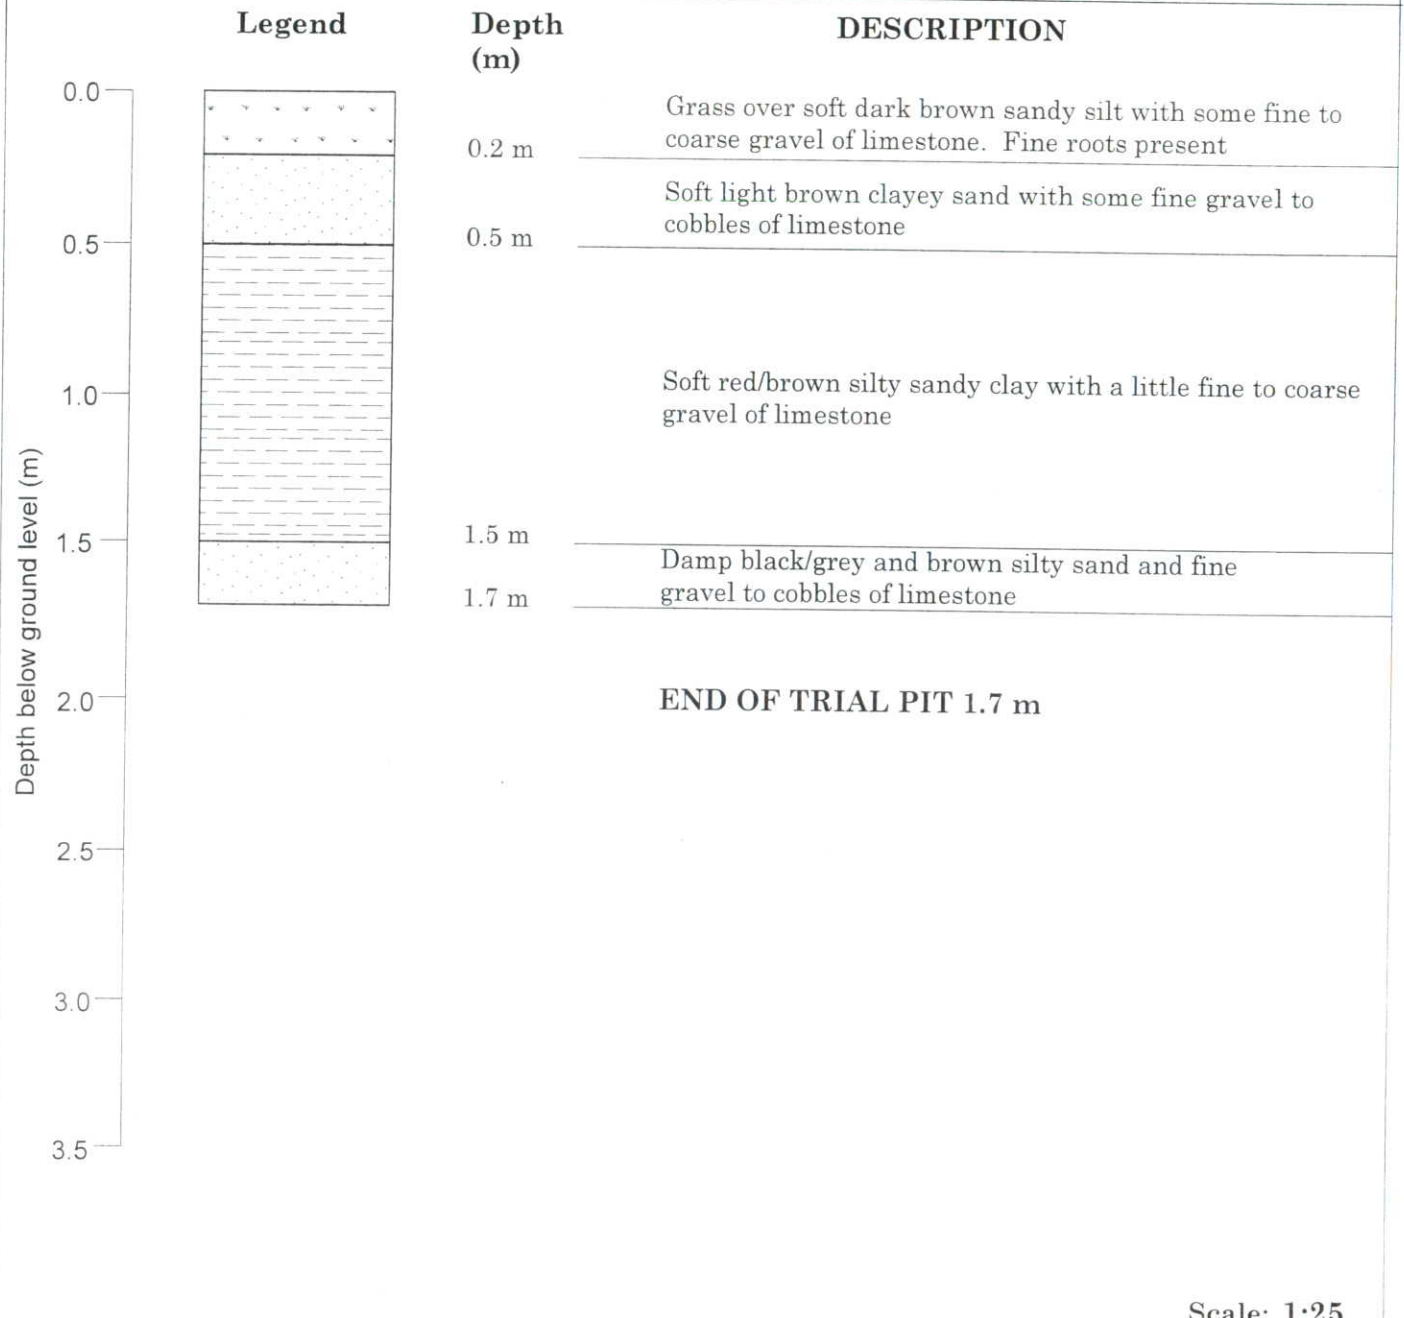 Legend
Depth
(m)
DESCRIPTION
0.0
Grass over soft dark brown sandy silt with some fine to
coarse gravel of limestone. Fine roots present
0.2 m
Soft light brown clayey sand with some fine gravel to
cobbles of limestone
0.5
0.5 m
1.0
Soft red/brown silty sandy clay with a little fine to coarse
gravel of limestone
Depth below ground level (m)
1.5
1.5 m
Damp black/grey and brown silty sand and fine
gravel to cobbles of limestone
1.7 m
2.0
END OF TRIAL PIT 1.7 m
2.5
3.0
3.5
Scale: 1:25